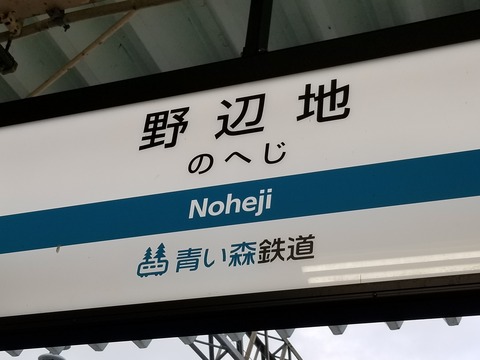 野辺地
のへじ
Noheji
青い森鉄道